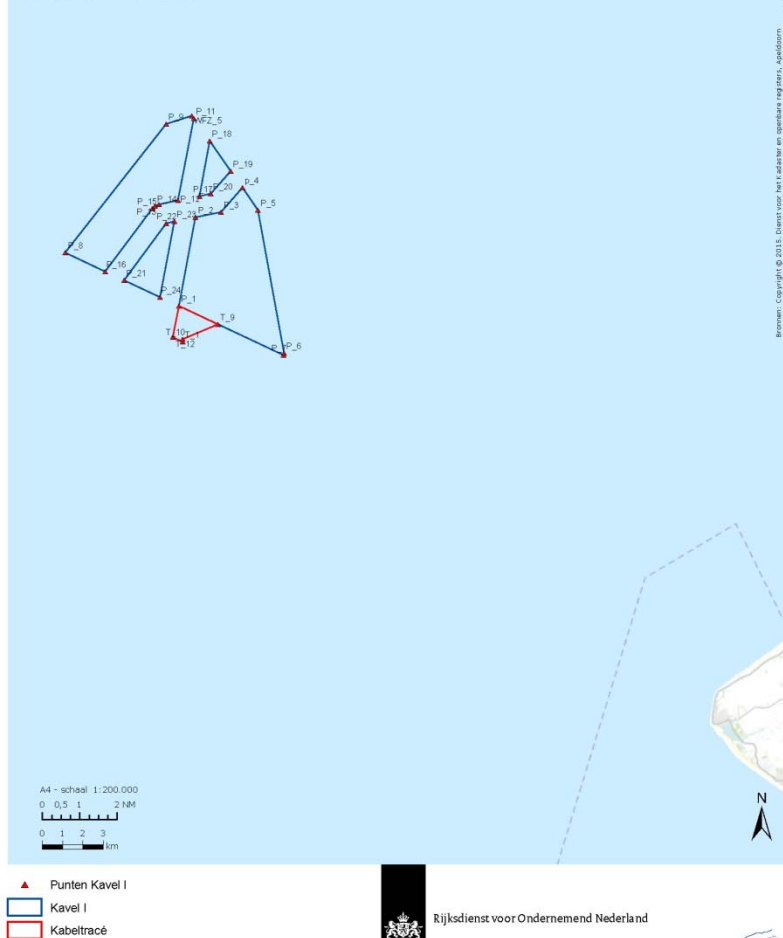 P_9
P_11
WFZ_5
P_18
P_19
P_17
P_20
P_4
P_14
P_15
P_2
P_3
P_5
P_22
P_23
P_8
P_16
P_21
P_24
P_1
T_9
T_10
T_12
P_6
Bronnen: Copyright © 2015, Dienst voor het kadaster en openbare registers, Apeldoorn
A4 - schaal 1:200.000
0 0,5 1 2 NM
0 1 2 3
km
N
Punten Kavel I
Kavel I
Kabeltracé
Rijksdienst voor Ondernemend Nederland